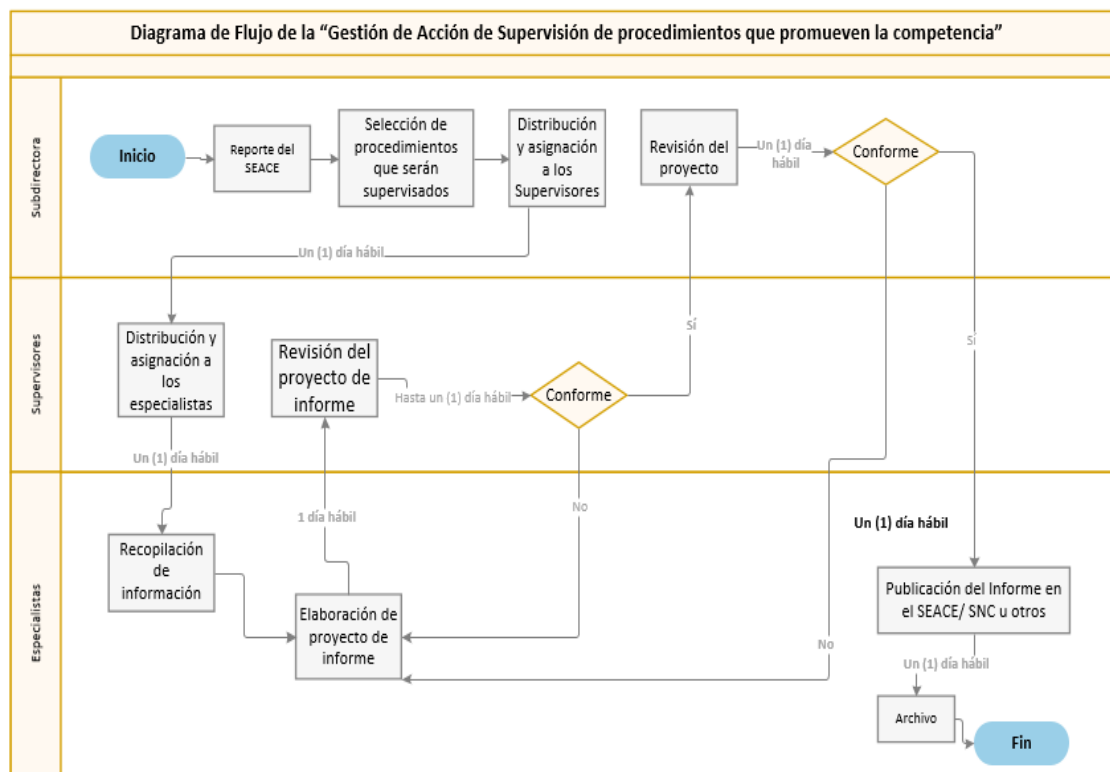 Diagrama de Flujo de la “Gestión de Acción de Supervisión de procedimientos que promueven la competencia”
Subdirectora
Inicio
Reporte del
SEACE
Selección de
procedimientos
que serán
supervisados
Distribución
y asignación
a los
Supervisores
Revisión del
proyecto
Un (1) día
hábil
Conforme
Un (1) día hábil
Supervisores
Distribución y
asignación a
los
especialistas
Revisión del
proyecto de
informe
Hasta un (1) día hábil
Conforme
Sí
Sí
Un (1) día hábil
Especialistas
Recopilación
de
información
1 día hábil
Elaboración de
proyecto de
informe
No
No
Un (1) día hábil
Publicación del Informe en
el SEACE/ SNC u otros
Un (1) día hábil
Archivo
Fin